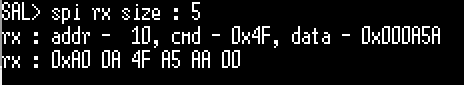 SAL> spi rx size : 5
rx : addr -  10, cmd - 0x4F, data - 0x000A5A
rx : 0xA0 0A 4F A5 AA 00